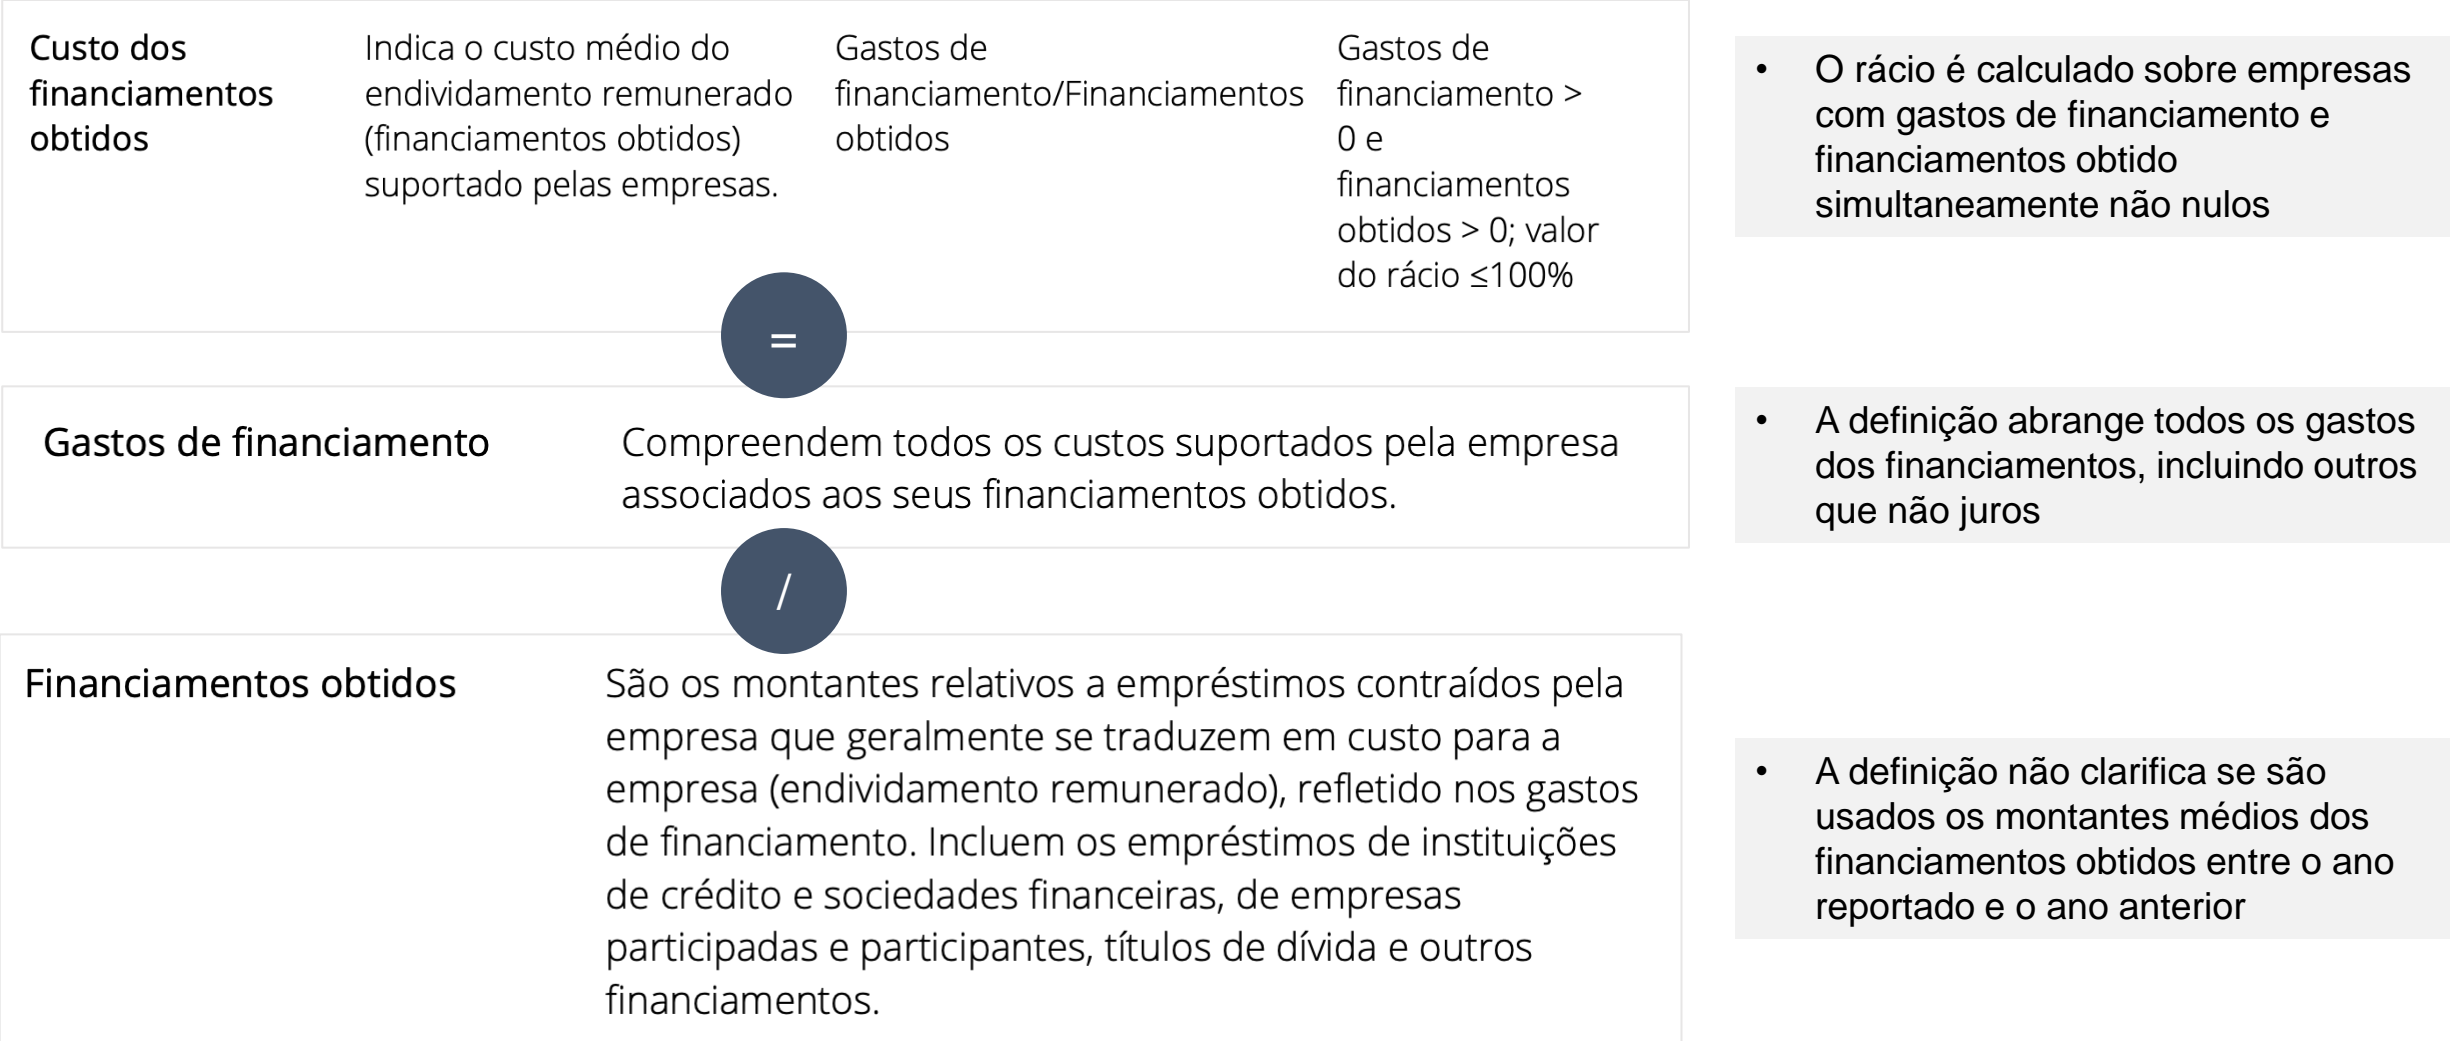 Custo dos
financiamentos
obtidos
Indica o custo médio do
endividamento remunerado
(financiamentos obtidos)
suportado pelas empresas.
Gastos de
financiamento/Financiamentos
obtidos
Gastos de
financiamento >
0 e
financiamentos
obtidos > 0; valor
do rácio ≤100%
• O rácio é calculado sobre empresas
com gastos de financiamento e
financiamentos obtido
simultaneamente não nulos
=
Gastos de financiamento
Compreendem todos os custos suportados pela empresa
associados aos seus financiamentos obtidos.
• A definição abrange todos os gastos
dos financiamentos, incluindo outros
que não juros
/
Financiamentos obtidos
São os montantes relativos a empréstimos contraídos pela
empresa que geralmente se traduzem em custo para a
empresa (endividamento remunerado), refletido nos gastos
de financiamento. Incluem os empréstimos de instituições
de crédito e sociedades financeiras, de empresas
participadas e participantes, títulos de dívida e outros
financiamentos.
• A definição não clarifica se são
usados os montantes médios dos
financiamentos obtidos entre o ano
reportado e o ano anterior